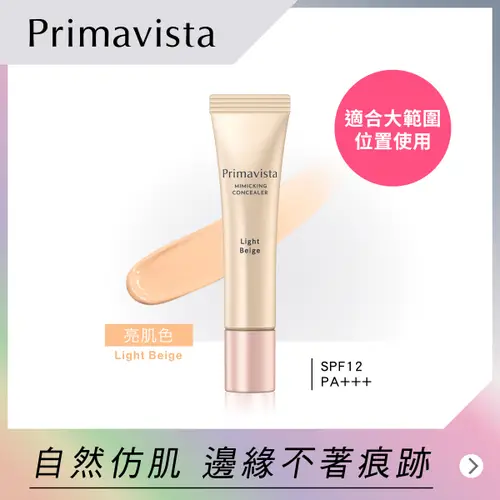 Primavista
適合大範圍
位置使用
Primavista
MIMICKING
CONCEALER
Light
Beige
亮肌色
Light Beige
SPF12
PA+++
自然仿肌 邊緣不著痕跡